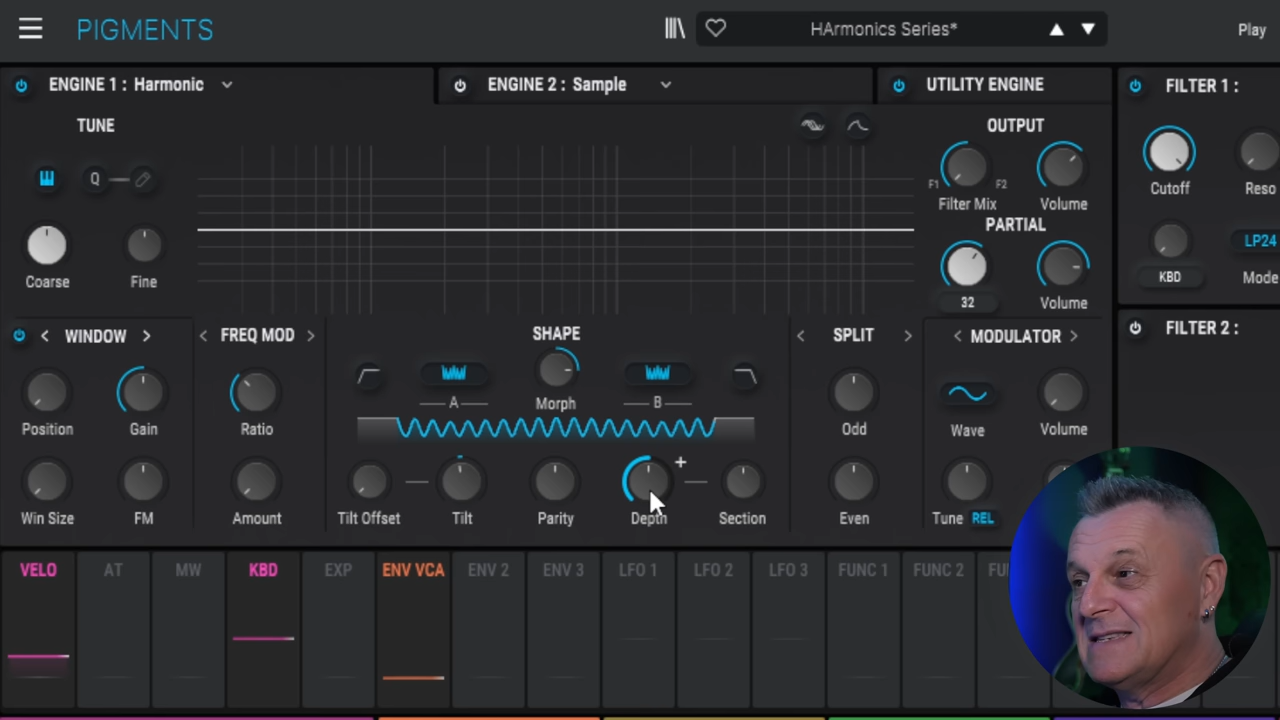 PIGMENTS
HArmonics Series*
Play
ENGINE 1 : Harmonic
ENGINE 2 : Sample
UTILITY ENGINE
FILTER 1 :
TUNE
OUTPUT
Q
F1
F2
Cutoff
Reso
Filter Mix
Volume
PARTIAL
Coarse
Fine
KBD
LP24
Mode
32
Volume
WINDOW
FREQ MOD
SHAPE
SPLIT
MODULATOR
FILTER 2 :
A
Morph
B
Position
Gain
Ratio
Odd
Wave
Volume
Win Size
FM
Amount
Tilt Offset
Tilt
Parity
Depth
Section
Even
Tune REL
VELO
AT
MW
KBD
EXP
ENV VCA
ENV 2
ENV 3
LFO 1
LFO 2
LFO 3
FUNC 1
FUNC 2